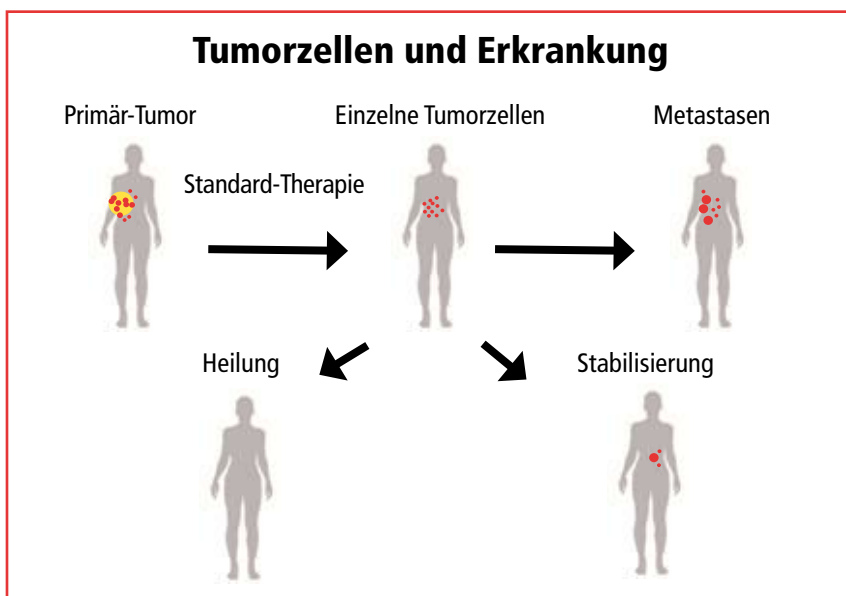 Tumorzellen und Erkrankung
Primär-Tumor
Einzelne Tumorzellen
Metastasen
Standard-Therapie
Heilung
Stabilisierung